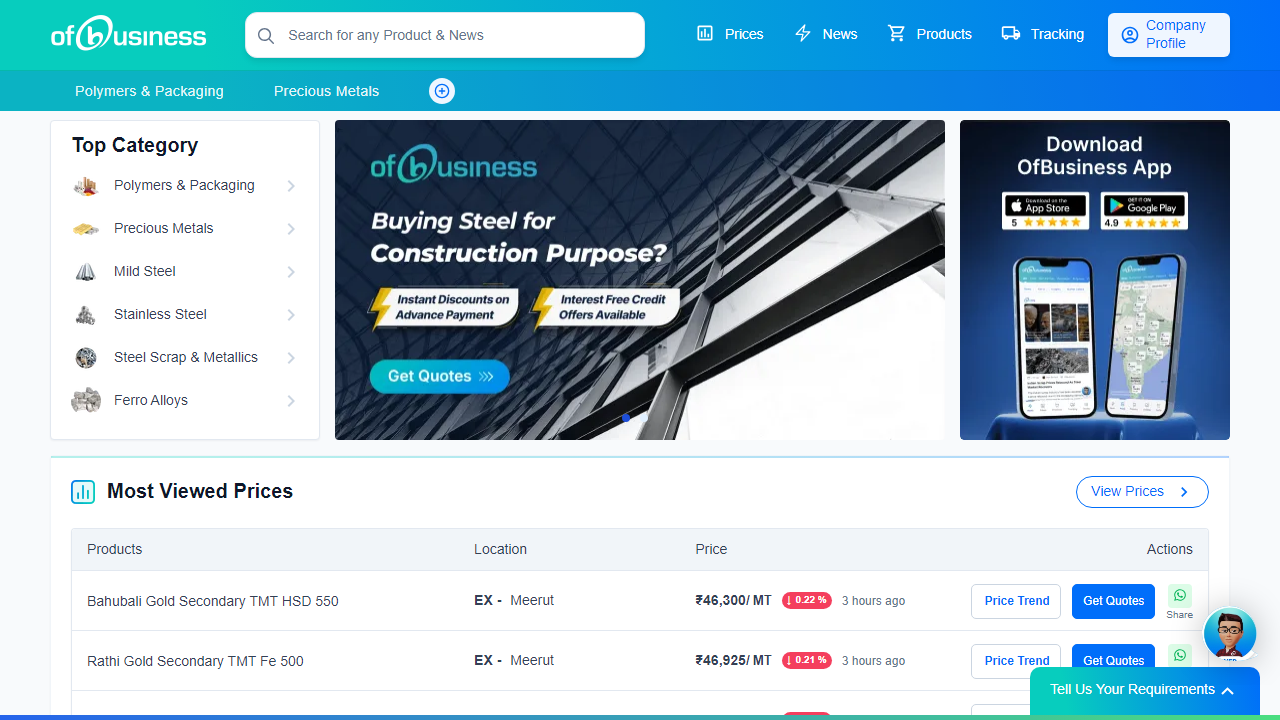 ofbusiness
Search for any Product & News
Prices
News
Products
Tracking
Company
Profile
Polymers & Packaging
Precious Metals
Top Category
Polymers & Packaging
Precious Metals
Mild Steel
Stainless Steel
Steel Scrap & Metallics
Ferro Alloys
ofbusiness
Buying Steel for
Construction Purpose?
Instant Discounts on
Advance Payment
Interest Free Credit
Offers Available
Get Quotes
Download
OfBusiness App
Download on the
App Store
5
GET IT ON
Google Play
4.9
ofbusiness
ofbusiness
Most Viewed Prices
View Prices
Products Location Price Actions
Bahubali Gold Secondary TMT HSD 550 EX - Meerut ₹46,300/ MT 0.22 % 3 hours ago Price Trend Get Quotes Share
Rathi Gold Secondary TMT Fe 500 EX - Meerut ₹46,925/ MT 0.21 % 3 hours ago Price Trend Get Quotes
Tell Us Your Requirements